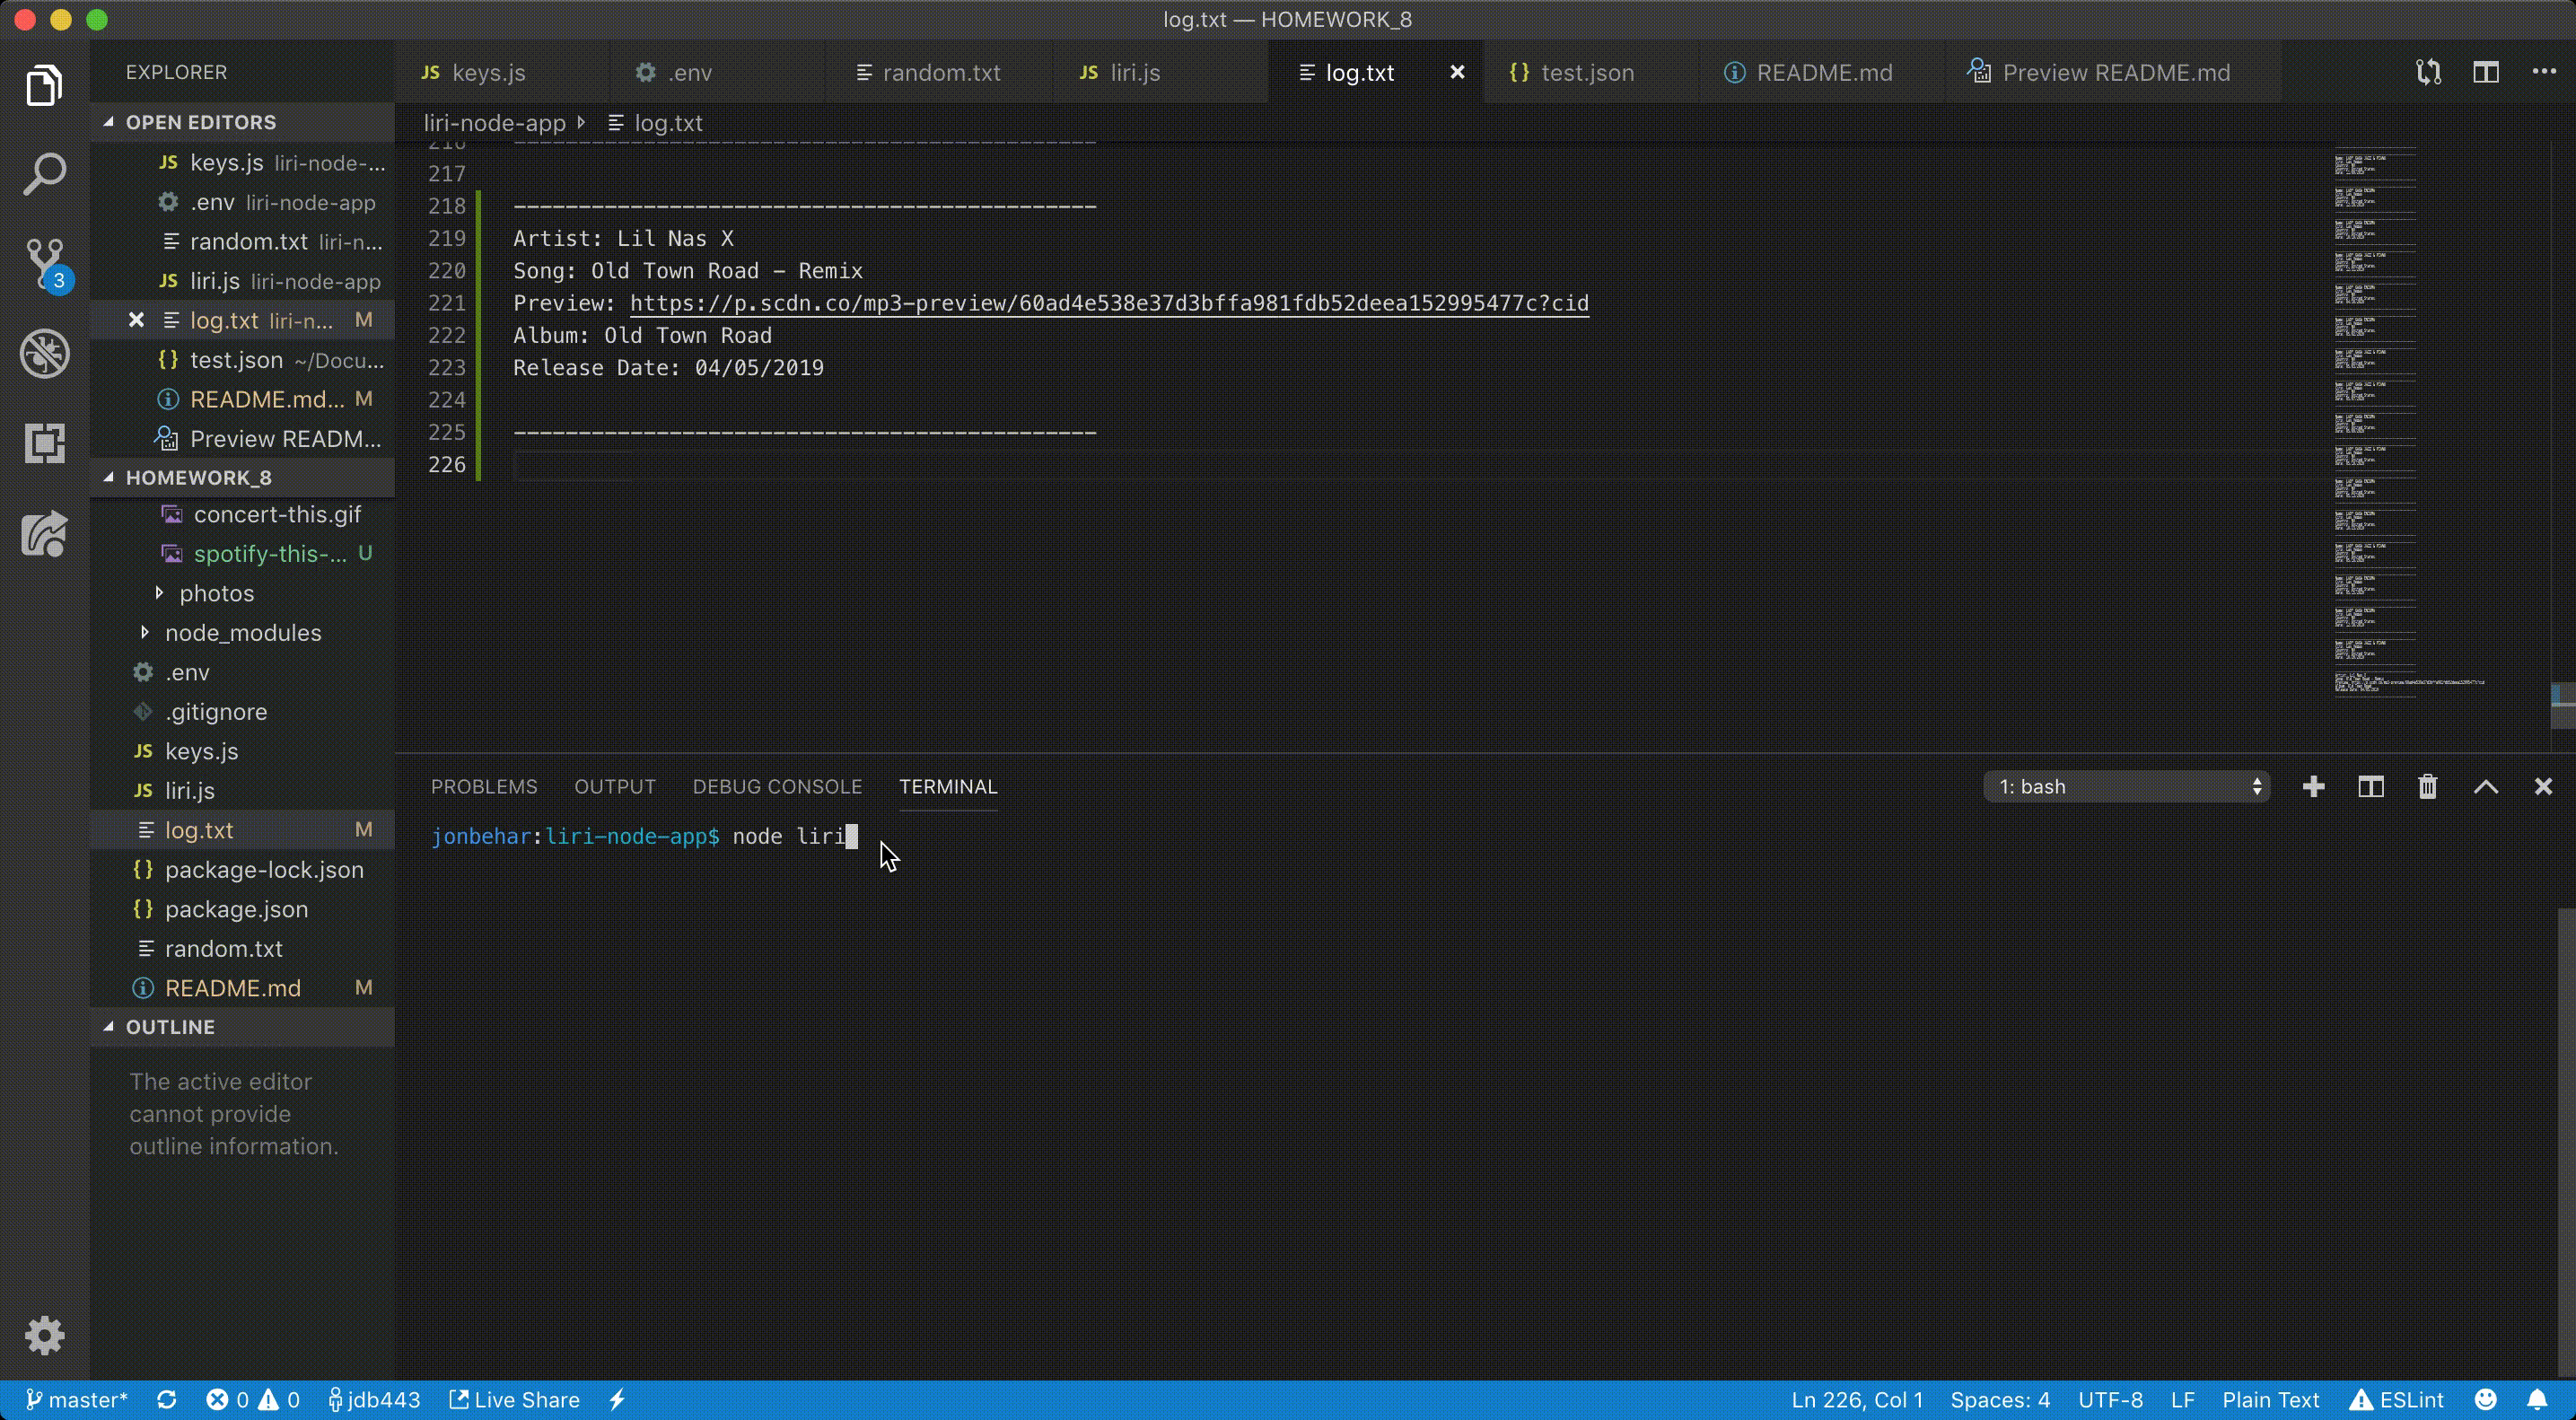 log.txt — HOMEWORK_8
EXPLORER
JS keys.js
.env
random.txt
JS liri.js
log.txt
{} test.json
README.md
Preview README.md
OPEN EDITORS
JS keys.js liri-node-...
.env liri-node-app
random.txt liri-n...
JS liri.js liri-node-app
log.txt liri-n... M
{} test.json ~/Docu...
README.md... M
Preview READM...
3
HOMEWORK_8
concert-this.gif
spotify-this-... U
photos
node_modules
.env
.gitignore
JS keys.js
JS liri.js
log.txt M
{} package-lock.json
{} package.json
random.txt
README.md M
OUTLINE
The active editor
cannot provide
outline information.
liri-node-app log.txt
216 ---------------------------------------------
217
218 ---------------------------------------------
219 Artist: Lil Nas X
220 Song: Old Town Road - Remix
221 Preview: https://p.scdn.co/mp3-preview/60ad4e538e37d3bffa981fdb52deea152995477c?cid
222 Album: Old Town Road
223 Release Date: 04/05/2019
224
225 ---------------------------------------------
226
PROBLEMS OUTPUT DEBUG CONSOLE TERMINAL
1: bash
jonbehar:liri-node-app$ node liri
master* 0 0 jdb443 Live Share
Ln 226, Col 1 Spaces: 4 UTF-8 LF Plain Text ESLint